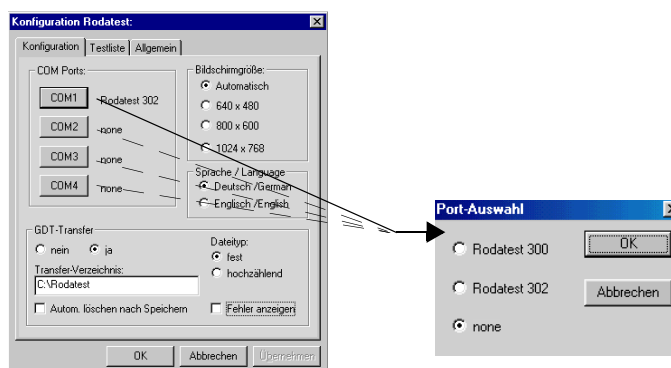 Konfiguration Rodatest:
Konfiguration Testliste Allgemein
COM Ports:
COM1 Rodatest 302
COM2 none
COM3 none
COM4 none
Bildschirmgröße:
Automatisch
640 x 480
800 x 600
1024 x 768
Sprache / Language
Deutsch /German
Englisch /English
GDT-Transfer
nein ja
Transfer-Verzeichnis:
C:\Rodatest
Autom. löschen nach Speichern
Dateityp:
fest
hochzählend
Fehler anzeigen
OK Abbrechen Übernehmen
Port-Auswahl
Rodatest 300
Rodatest 302
none
OK
Abbrechen